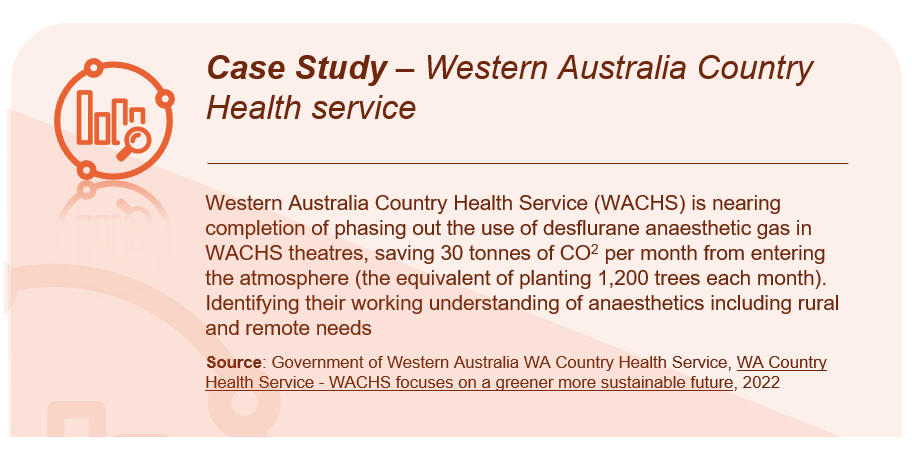 Case Study – Western Australia Country
Health service
Western Australia Country Health Service (WACHS) is nearing
completion of phasing out the use of desflurane anaesthetic gas in
WACHS theatres, saving 30 tonnes of CO² per month from entering
the atmosphere (the equivalent of planting 1,200 trees each month).
Identifying their working understanding of anaesthetics including rural
and remote needs
Source: Government of Western Australia WA Country Health Service, WA Country
Health Service - WACHS focuses on a greener more sustainable future, 2022